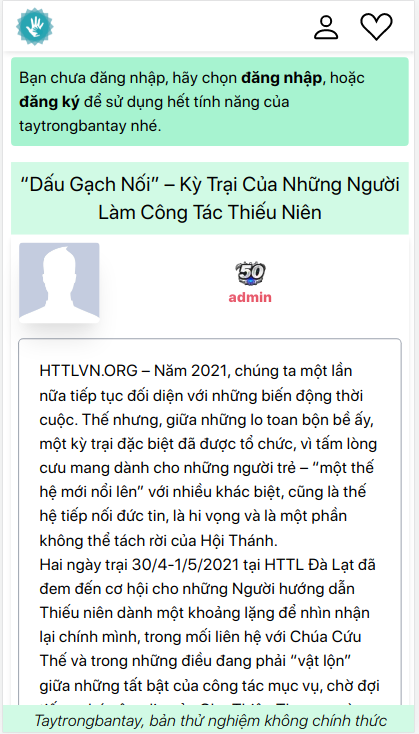 Bạn chưa đăng nhập, hãy chọn đăng nhập, hoặc
đăng ký để sử dụng hết tính năng của
taytrongbantay nhé.
“Dấu Gạch Nối” – Kỳ Trại Của Những Người
Làm Công Tác Thiếu Niên
50
admin
HTTLVN.ORG – Năm 2021, chúng ta một lần
nữa tiếp tục đối diện với những biến động thời
cuộc. Thế nhưng, giữa những lo toan bộn bề ấy,
một kỳ trại đặc biệt đã được tổ chức, vì tấm lòng
cưu mang dành cho những người trẻ – “một thế
hệ mới nổi lên” với nhiều khác biệt, cũng là thế
hệ tiếp nối đức tin, là hi vọng và là một phần
không thể tách rời của Hội Thánh.
Hai ngày trại 30/4-1/5/2021 tại HTTL Đà Lạt đã
đem đến cơ hội cho những Người hướng dẫn
Thiếu niên dành một khoảng lặng để nhìn nhận
lại chính mình, trong mối liên hệ với Chúa Cứu
Thế và trong những điều đang phải “vật lộn”
giữa những tất bật của công tác mục vụ, chờ đợi
Taytrongbantay, bản thử nghiệm không chính thức